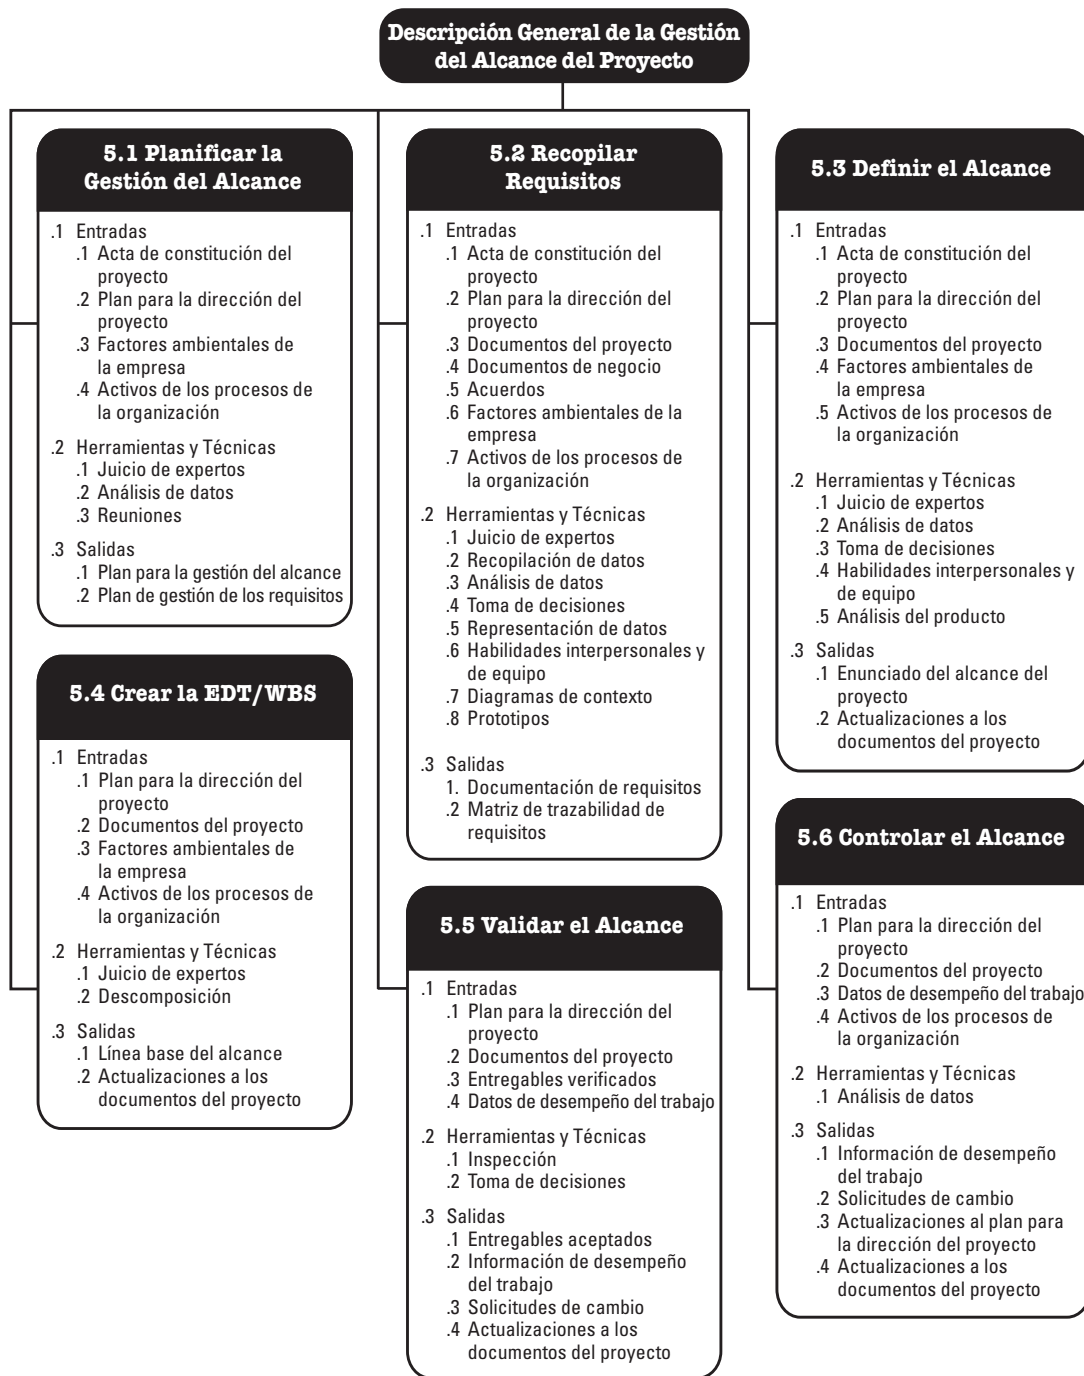 Descripción General de la Gestión
del Alcance del Proyecto
5.1 Planificar la
Gestión del Alcance
.1 Entradas
.1 Acta de constitución del
proyecto
.2 Plan para la dirección del
proyecto
.3 Factores ambientales de
la empresa
.4 Activos de los procesos de
la organización
.2 Herramientas y Técnicas
.1 Juicio de expertos
.2 Análisis de datos
.3 Reuniones
.3 Salidas
.1 Plan para la gestión del alcance
.2 Plan de gestión de los requisitos
5.2 Recopilar
Requisitos
.1 Entradas
.1 Acta de constitución del
proyecto
.2 Plan para la dirección del
proyecto
.3 Documentos del proyecto
.4 Documentos de negocio
.5 Acuerdos
.6 Factores ambientales de la
empresa
.7 Activos de los procesos de
la organización
.2 Herramientas y Técnicas
.1 Juicio de expertos
.2 Recopilación de datos
.3 Análisis de datos
.4 Toma de decisiones
.5 Representación de datos
.6 Habilidades interpersonales y
de equipo
.7 Diagramas de contexto
.8 Prototipos
.3 Salidas
1. Documentación de requisitos
.2 Matriz de trazabilidad de
requisitos
5.3 Definir el Alcance
.1 Entradas
.1 Acta de constitución del
proyecto
.2 Plan para la dirección del
proyecto
.3 Documentos del proyecto
.4 Factores ambientales de
la empresa
.5 Activos de los procesos de
la organización
.2 Herramientas y Técnicas
.1 Juicio de expertos
.2 Análisis de datos
.3 Toma de decisiones
.4 Habilidades interpersonales y
de equipo
.5 Análisis del producto
.3 Salidas
.1 Enunciado del alcance del
proyecto
.2 Actualizaciones a los
documentos del proyecto
5.4 Crear la EDT/WBS
.1 Entradas
.1 Plan para la dirección del
proyecto
.2 Documentos del proyecto
.3 Factores ambientales de
la empresa
.4 Activos de los procesos de
la organización
.2 Herramientas y Técnicas
.1 Juicio de expertos
.2 Descomposición
.3 Salidas
.1 Línea base del alcance
.2 Actualizaciones a los
documentos del proyecto
5.5 Validar el Alcance
.1 Entradas
.1 Plan para la dirección del
proyecto
.2 Documentos del proyecto
.3 Entregables verificados
.4 Datos de desempeño del trabajo
.2 Herramientas y Técnicas
.1 Inspección
.2 Toma de decisiones
.3 Salidas
.1 Entregables aceptados
.2 Información de desempeño
del trabajo
.3 Solicitudes de cambio
.4 Actualizaciones a los
documentos del proyecto
5.6 Controlar el Alcance
.1 Entradas
.1 Plan para la dirección del
proyecto
.2 Documentos del proyecto
.3 Datos de desempeño del trabajo
.4 Activos de los procesos de
la organización
.2 Herramientas y Técnicas
.1 Análisis de datos
.3 Salidas
.1 Información de desempeño
del trabajo
.2 Solicitudes de cambio
.3 Actualizaciones al plan para
la dirección del proyecto
.4 Actualizaciones a los
documentos del proyecto